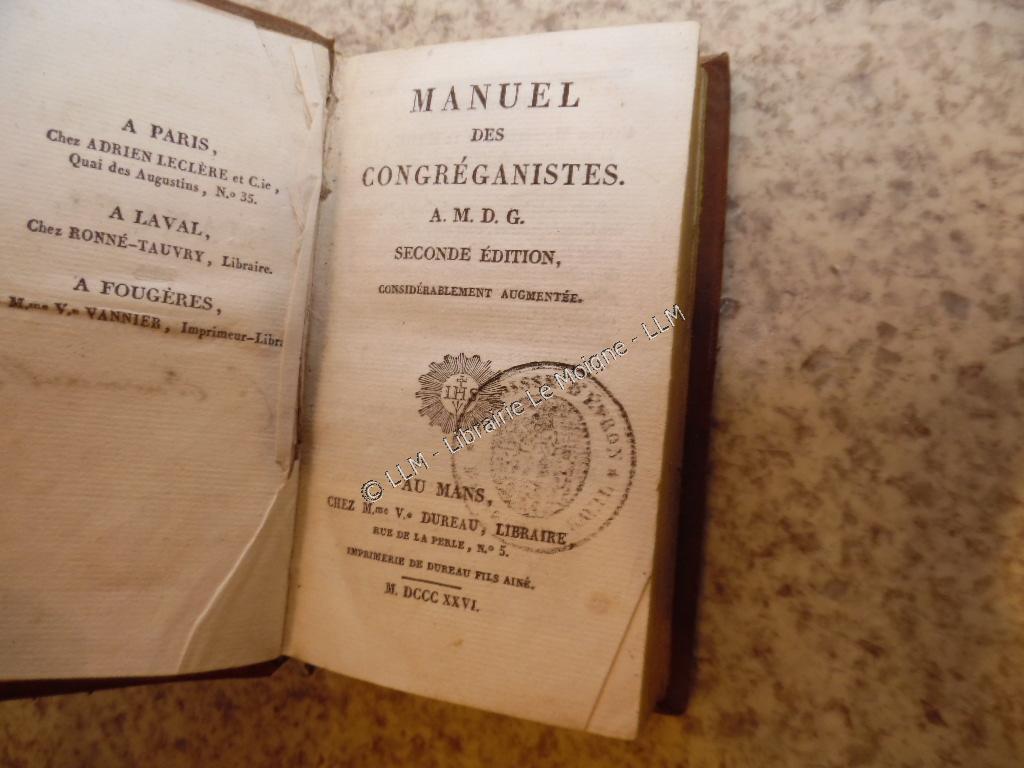 A PARIS,
Chez ADRIEN LECLÈRE et C.ie,
Quai des Augustins, N.o 35.
A LAVAL,
Chez RONNÉ-TAUVRY, Libraire.
A FOUGÈRES,
M.me V.e VANNIER, Imprimeur-Libra
MANUEL
DES
CONGRÉGANISTES.
A. M. D. G.
SECONDE ÉDITION,
CONSIDÉRABLEMENT AUGMENTÉE.
IHS
© LLM - Librairie Le Moigne - LLM
AU MANS,
CHEZ M.me V.e DUREAU, LIBRAIRE,
RUE DE LA PERLE, N.o 5.
IMPRIMERIE DE DUREAU FILS AINÉ.
M. DCCC XXVI.